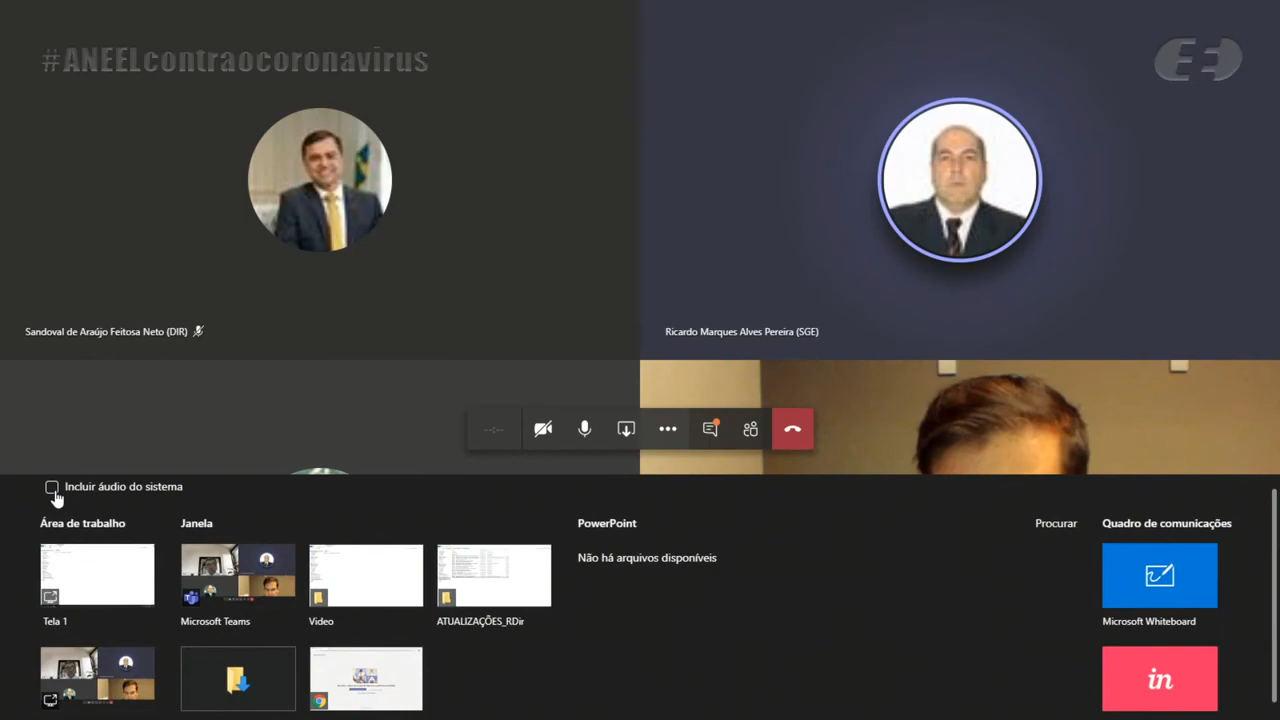 #ANEELcontraocoronavírus
Sandoval de Araújo Feitosa Neto (DIR)
Ricardo Marques Alves Pereira (SGE)
--:--
Incluir áudio do sistema
Área de trabalho
Janela
PowerPoint
Procurar
Quadro de comunicações
Não há arquivos disponíveis
Tela 1
Microsoft Teams
Video
ATUALIZAÇÕES_RDir
Microsoft Whiteboard
in